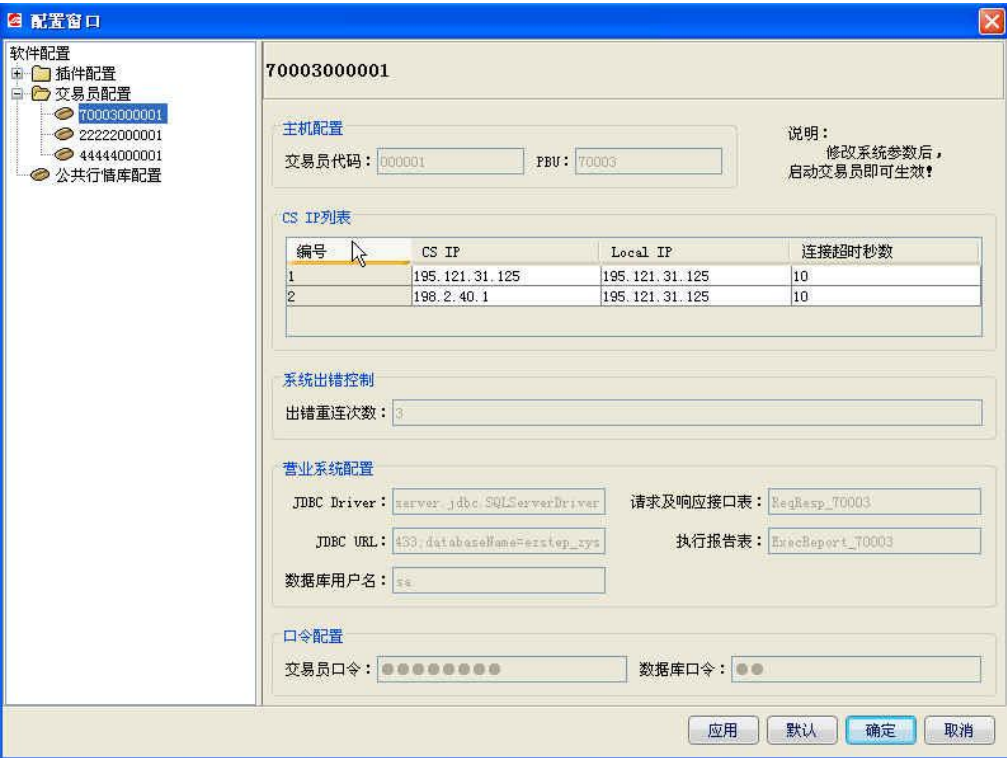 配置窗口
软件配置
插件配置
交易员配置
70003000001
22222000001
44444000001
公共行情库配置
70003000001
主机配置
交易员代码：000001 PBU：70003
说明：
修改系统参数后，
启动交易员即可生效！
CS IP列表
编号 CS IP Local IP 连接超时秒数
1 195.121.31.125 195.121.31.125 10
2 198.2.40.1 195.121.31.125 10
系统出错控制
出错重连次数：3
营业系统配置
JDBC Driver：server.jdbc.SQLServerDriver 请求及响应接口表：ReqResp_70003
JDBC URL：433;databaseName=ezstep_zys 执行报告表：ExecReport_70003
数据库用户名：sa
口令配置
交易员口令：●●●●●●●● 数据库口令：●●
应用 默认 确定 取消